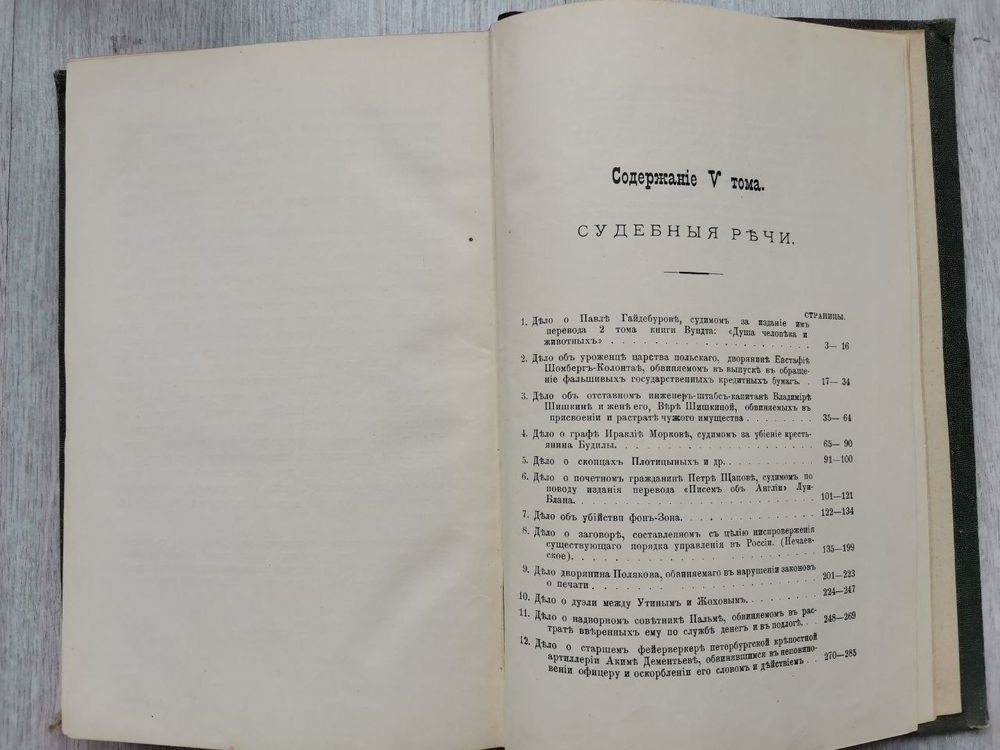 Содержаніе V тома.
СУДЕБНЫЯ РѢЧИ.
СТРАНИЦЫ.
1. Дѣло о Павлѣ Гайдебуровѣ, судимомъ за изданіе имъ
перевода 2 тома книги Вундта: «Душа человѣка и
животныхъ» . . . . . . . . . . . . . . . . . . 3— 16
2. Дѣло объ уроженцѣ царства польскаго, дворянинѣ Евстафіѣ
Шомбергъ-Колонтаѣ, обвиняемомъ въ выпускѣ въ обраще-
ніе фальшивыхъ государственныхъ кредитныхъ бумагъ. . 17— 34
3. Дѣло объ отставномъ инженеръ-штабсъ-капитанѣ Владимірѣ
Шишкинѣ и женѣ его, Вѣрѣ Шишкиной, обвиняемыхъ въ
присвоеніи и растратѣ чужого имущества . . . . . . . 35— 64
4. Дѣло о графѣ Иракліѣ Морковѣ, судимомъ за убіеніе кресть-
янина Будилы. . . . . . . . . . . . . . . . . 65— 90
5. Дѣло о скопцахъ Плотицыныхъ и др. . . . . . . . . 91—100
6. Дѣло о почетномъ гражданинѣ Петрѣ Щаповѣ, судимомъ по
поводу изданія перевода «Писемъ объ Англіи» Луи-
Блана. . . . . . . . . . . . . . . . . . . . 101—121
7. Дѣло объ убійствѣ фонъ-Зона. . . . . . . . . . . 122—134
8. Дѣло о заговорѣ, составленномъ съ цѣлію ниспроверженія
существующаго порядка управленія въ Россіи. (Нечаев-
ское). . . . . . . . . . . . . . . . . . . . 135—199
9. Дѣло дворянина Полякова, обвиняемаго въ нарушеніи законовъ
о печати . . . . . . . . . . . . . . . . . . . 201—223
10. Дѣло о дуэли между Утинымъ и Жоховымъ. . . . . . . . 224—247
11. Дѣло о надворномъ совѣтникѣ Пальмѣ, обвиняемомъ въ рас-
тратѣ ввѣренныхъ ему по службѣ денегъ и въ подлогѣ. . . 248—269
12. Дѣло о старшемъ фейерверкерѣ петербургской крѣпостной
артиллеріи Акимѣ Дементьевѣ, обвинявшимся въ неповино-
веніи офицеру и оскорбленіи его словомъ и дѣйствіемъ . . 270—285